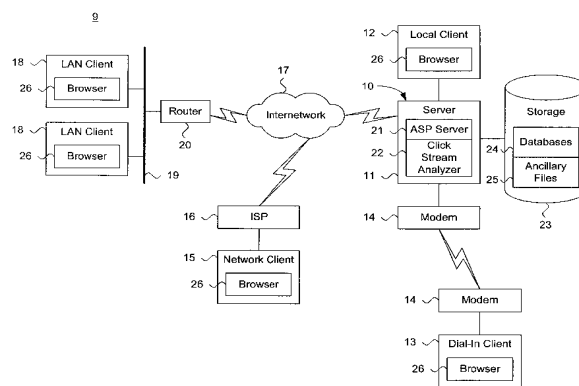 9
12
Local Client
26
Browser
18
LAN Client
26
Browser
17
Internetwork
10
Server
21
ASP Server
22
Click
Stream
Analyzer
11
Storage
24
Databases
25
Ancillary
Files
23
Router
20
18
LAN Client
26
Browser
19
16
ISP
14
Modem
15
Network Client
26
Browser
14
Modem
13
Dial-In Client
26
Browser